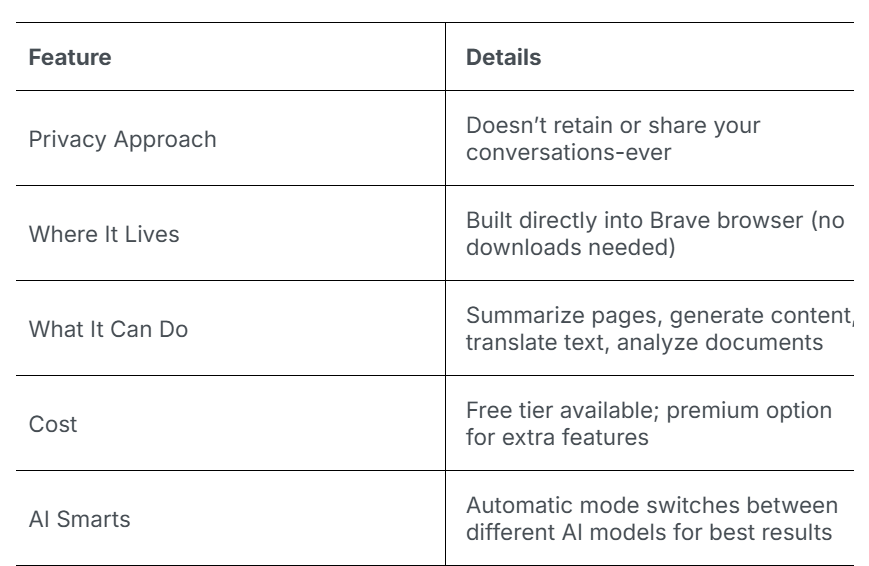 Feature
Details
Privacy Approach
Doesn’t retain or share your
conversations-ever
Where It Lives
Built directly into Brave browser (no
downloads needed)
What It Can Do
Summarize pages, generate content,
translate text, analyze documents
Cost
Free tier available; premium option
for extra features
AI Smarts
Automatic mode switches between
different AI models for best results